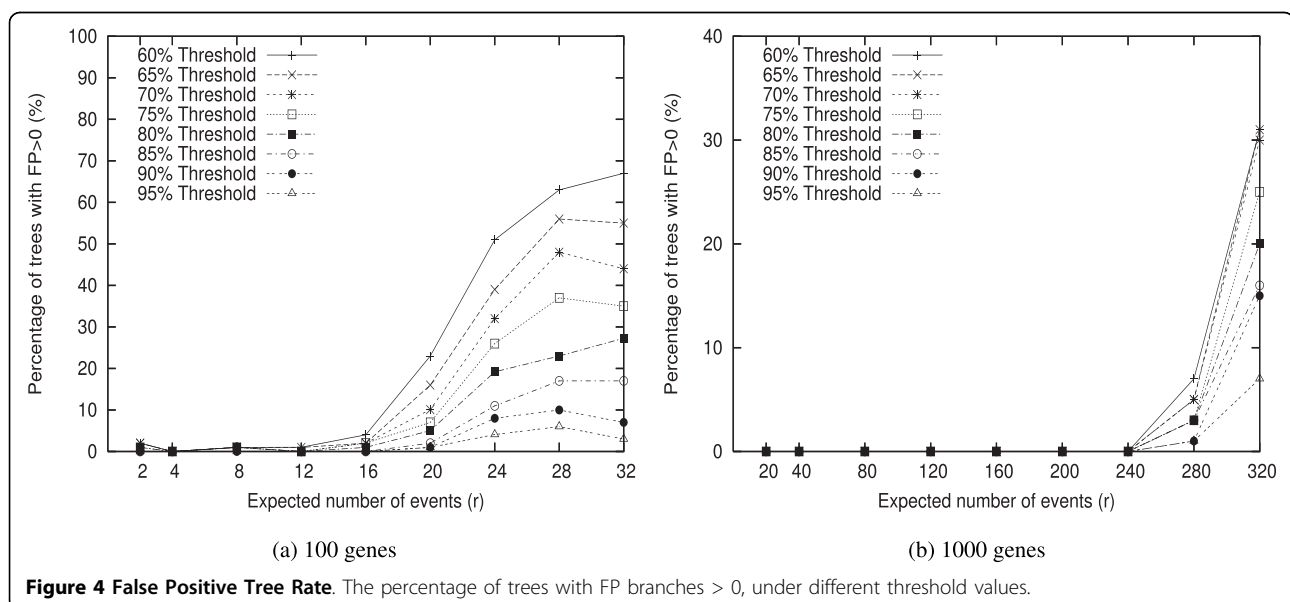 100
90
80
70
60
50
40
30
20
10
0
Percentage of trees with FP>0 (%)
60% Threshold
65% Threshold
70% Threshold
75% Threshold
80% Threshold
85% Threshold
90% Threshold
95% Threshold
2 4 8 12 16 20 24 28 32
Expected number of events (r)
(a) 100 genes
40
30
20
10
0
Percentage of trees with FP>0 (%)
60% Threshold
65% Threshold
70% Threshold
75% Threshold
80% Threshold
85% Threshold
90% Threshold
95% Threshold
20 40 80 120 160 200 240 280 320
Expected number of events (r)
(b) 1000 genes
Figure 4 False Positive Tree Rate. The percentage of trees with FP branches > 0, under different threshold values.